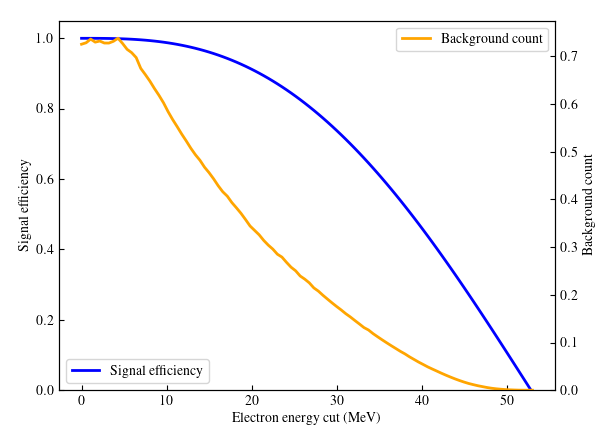 Background count
Signal efficiency
1.0
0.8
0.6
0.4
0.2
0.0
Signal efficiency
0.7
0.6
0.5
0.4
0.3
0.2
0.1
0.0
Background count
0 10 20 30 40 50
Electron energy cut (MeV)